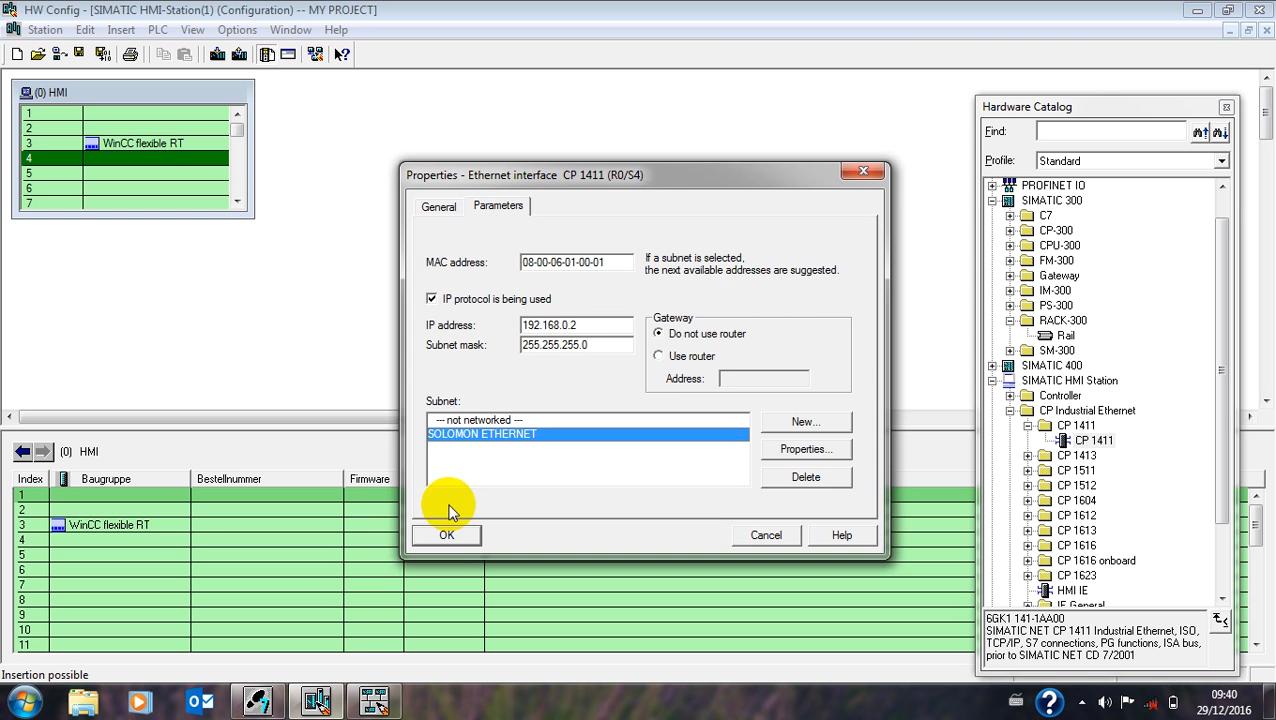 HW Config - [SIMATIC HMI-Station(1) (Configuration) -- MY PROJECT]
Station Edit Insert PLC View Options Window Help
(0) HMI
1
2
3 WinCC flexible RT
4
5
6
7
Properties - Ethernet interface CP 1411 (R0/S4)
General Parameters
MAC address: 08-00-06-01-00-01
If a subnet is selected,
the next available addresses are suggested.
IP protocol is being used
IP address: 192.168.0.2
Subnet mask: 255.255.255.0
Gateway
Do not use router
Use router
Address:
Subnet:
--- not networked ---
SOLOMON ETHERNET
New...
Properties...
Delete
OK Cancel Help
Hardware Catalog
Find:
Profile: Standard
PROFINET IO
SIMATIC 300
C7
CP-300
CPU-300
FM-300
Gateway
IM-300
PS-300
RACK-300
Rail
SM-300
SIMATIC 400
SIMATIC HMI Station
Controller
CP Industrial Ethernet
CP 1411
CP 1411
CP 1413
CP 1511
CP 1512
CP 1604
CP 1612
CP 1613
CP 1616
CP 1616 onboard
CP 1623
HMI IE
IE General
6GK1 141-1AA00
SIMATIC NET CP 1411 Industrial Ethernet, ISO,
TCP/IP, S7 connections, PG functions, ISA bus,
prior to SIMATIC NET CD 7/2001
(0) HMI
Index Baugruppe Bestellnummer Firmware
1
2
3 WinCC flexible RT
4
5
6
7
8
9
10
11
Insertion possible
09:40
29/12/2016